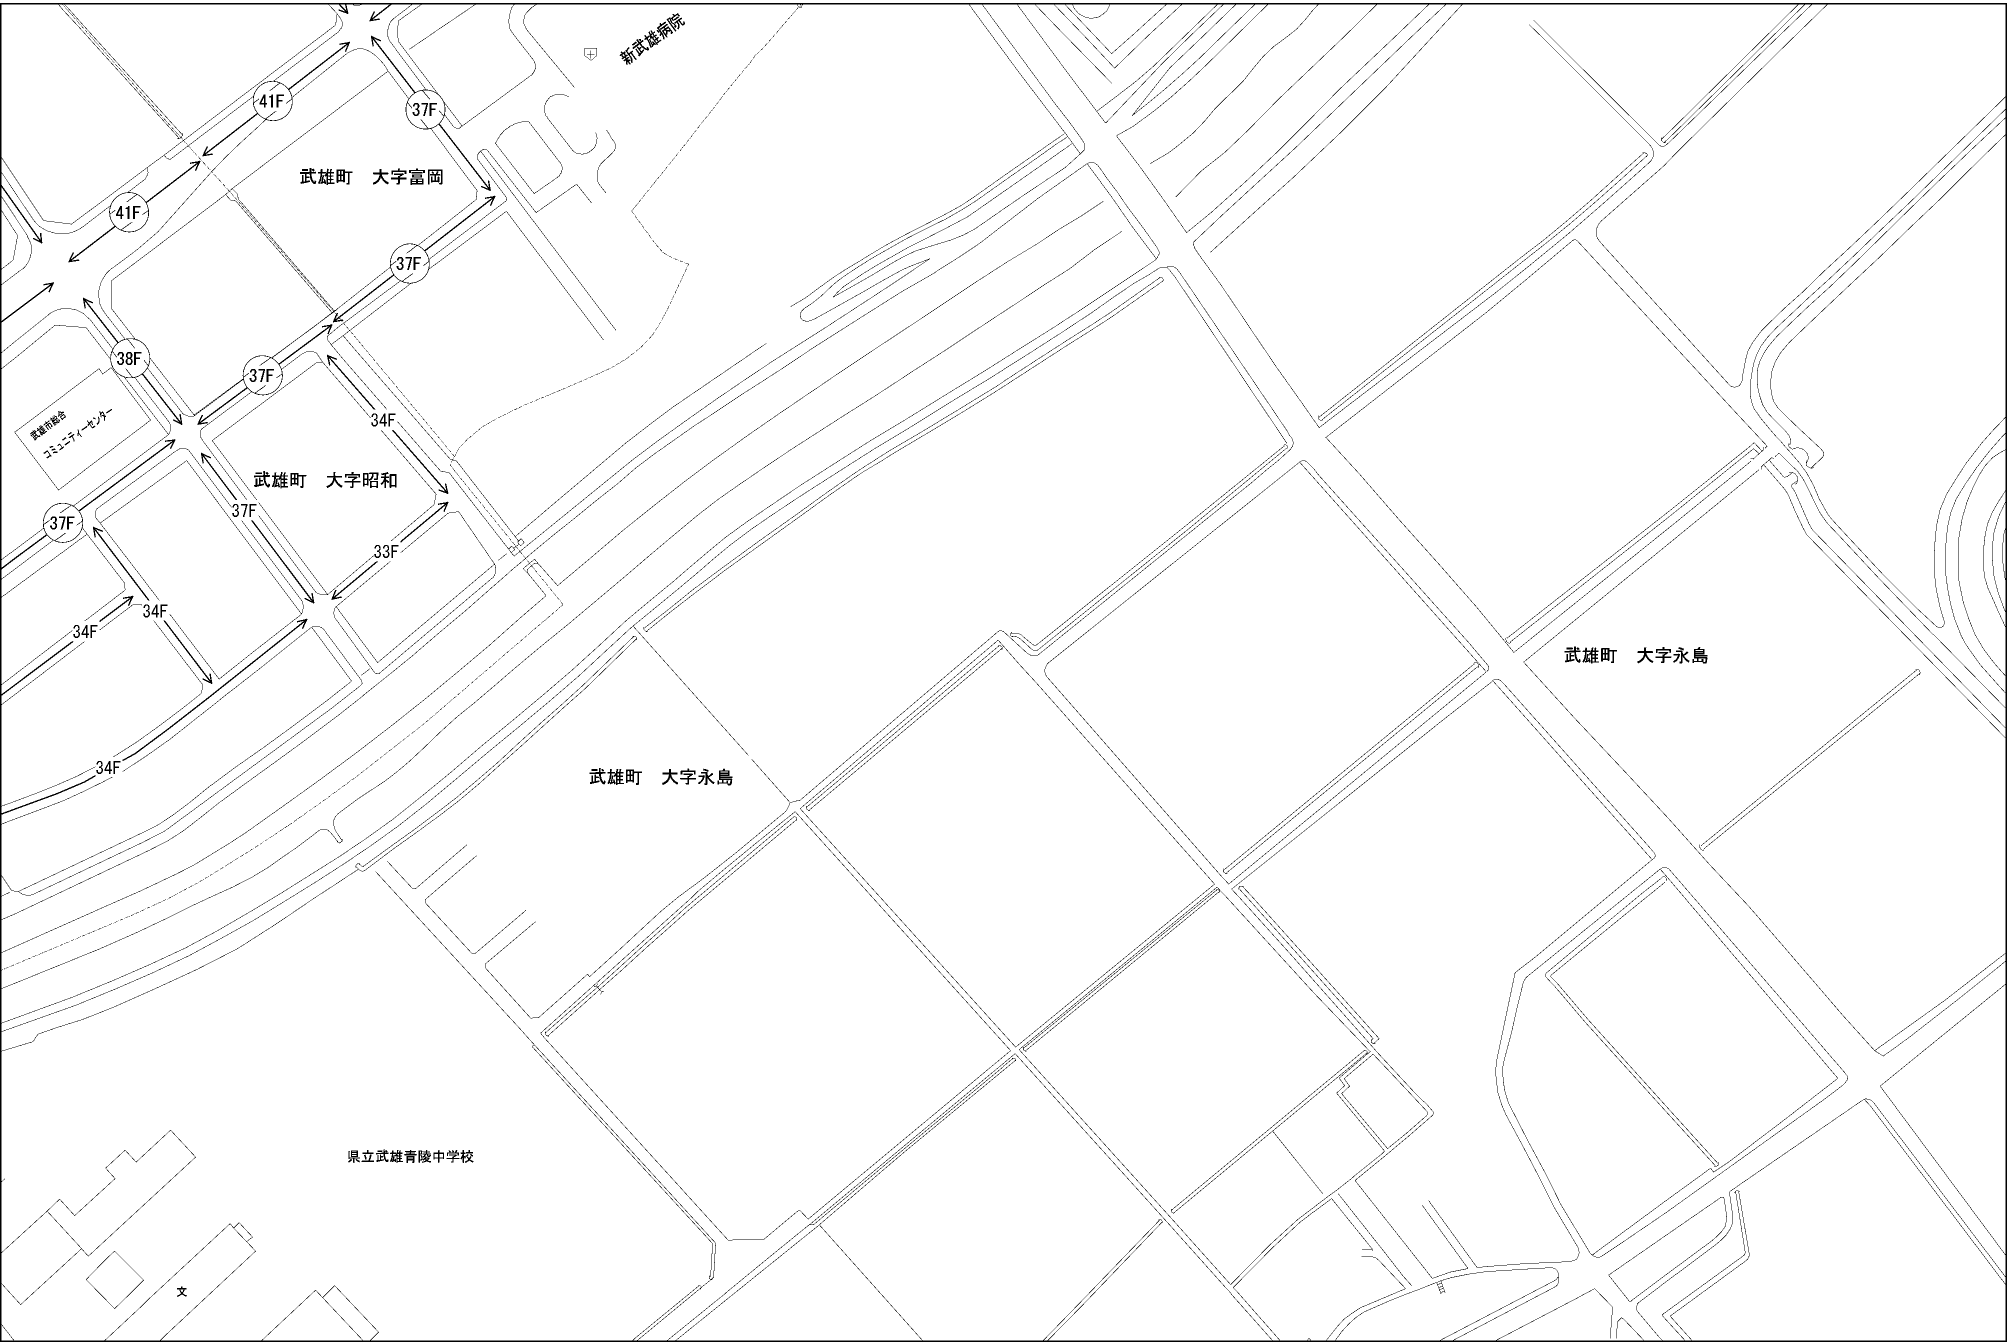 新武雄病院
41F
37F
武雄町　大字富岡
41F
37F
38F
37F
34F
武雄市総合
コミュニティーセンター
武雄町　大字昭和
37F
37F
33F
34F
34F
武雄町　大字永島
34F
武雄町　大字永島
県立武雄青陵中学校
文